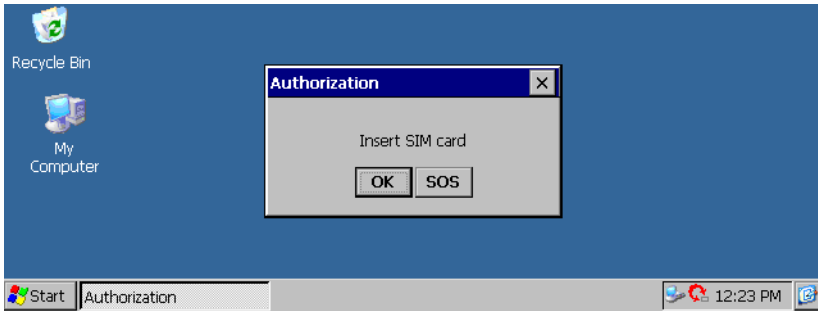 Recycle Bin
My
Computer
Authorization
Insert SIM card
OK SOS
Start Authorization 12:23 PM